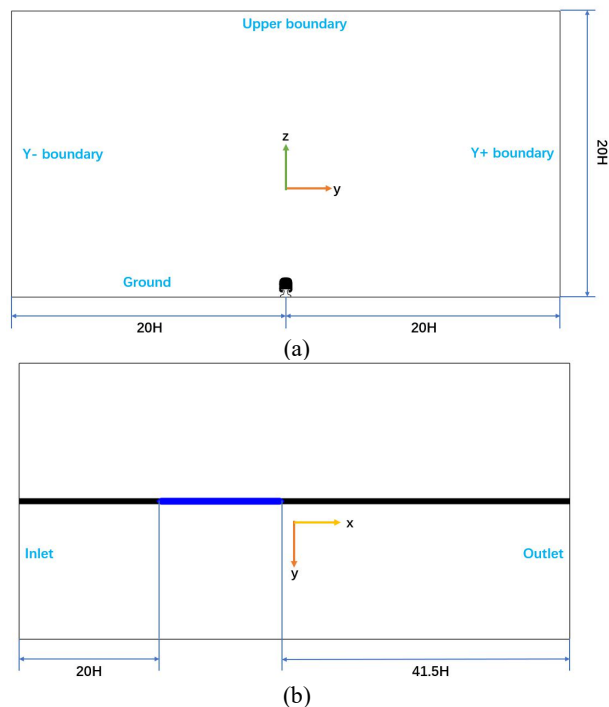 Upper boundary
Y- boundary
z
Y+ boundary
y
20H
Ground
20H
20H
(a)
x
Inlet
Outlet
y
20H
41.5H
(b)